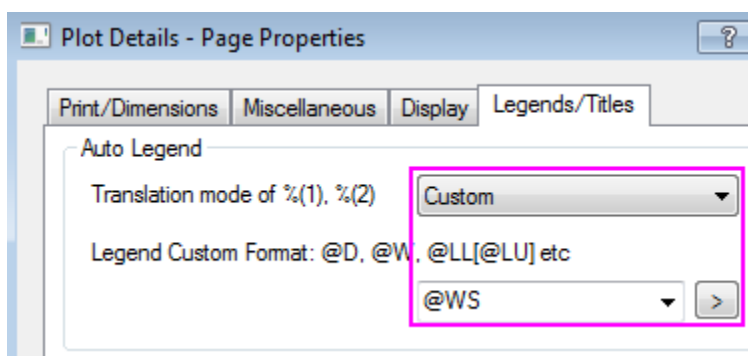 Plot Details - Page Properties
?
Print/Dimensions Miscellaneous Display Legends/Titles
Auto Legend
Translation mode of %(1), %(2) Custom
Legend Custom Format: @D, @W, @LL[@LU] etc
@WS >